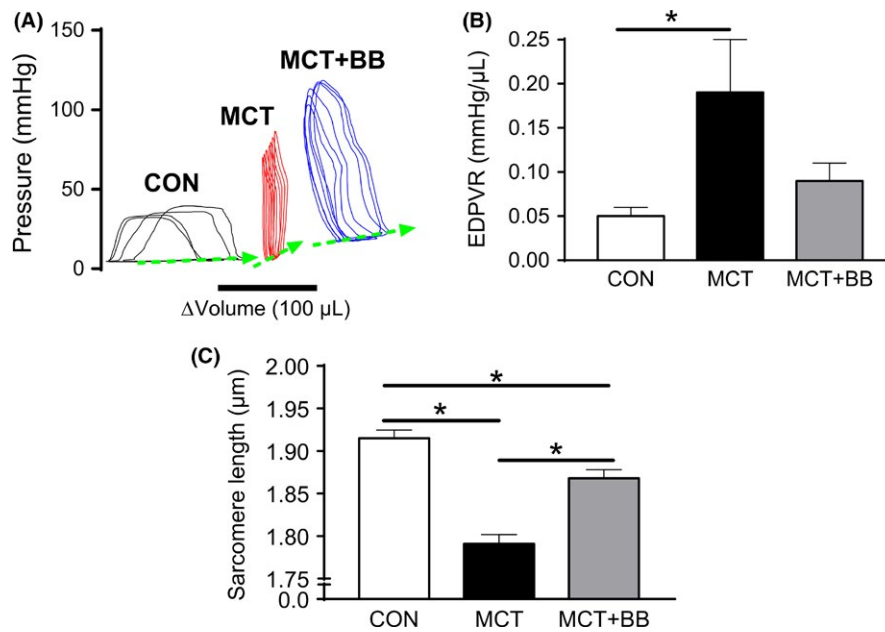 (A)
Pressure (mmHg)
150
100
50
0
CON
MCT
MCT+BB
ΔVolume (100 µL)
(B)
EDPVR (mmHg/µL)
0.25
0.20
0.15
0.10
0.05
0.00
*
CON MCT MCT+BB
(C)
Sarcomere length (µm)
2.00
1.95
1.90
1.85
1.80
1.75
0.0
*
*
*
CON MCT MCT+BB